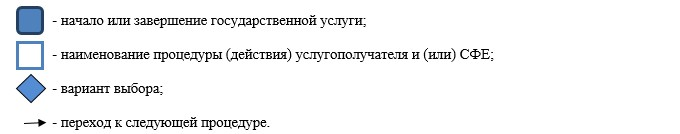 - начало или завершение государственной услуги;
- наименование процедуры (действия) услугополучателя и (или) СФЕ;
- вариант выбора;
- переход к следующей процедуре.